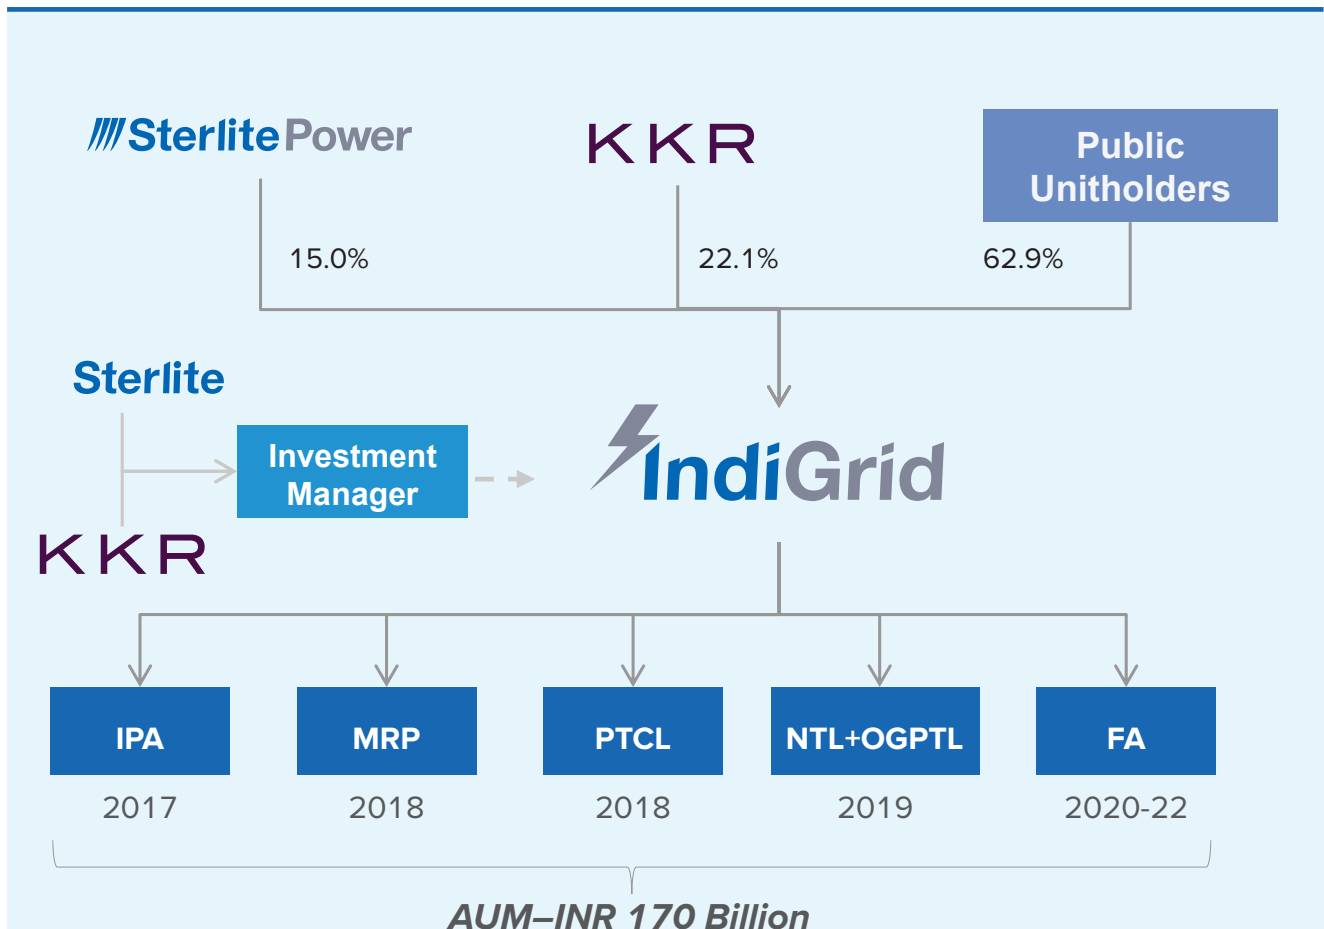 Sterlite Power
KKR
Public
Unitholders
15.0%
22.1%
62.9%
Sterlite
Investment
Manager
IndiGrid
KKR
IPA
MRP
PTCL
NTL+OGPTL
FA
2017
2018
2018
2019
2020-22
AUM–INR 170 Billion